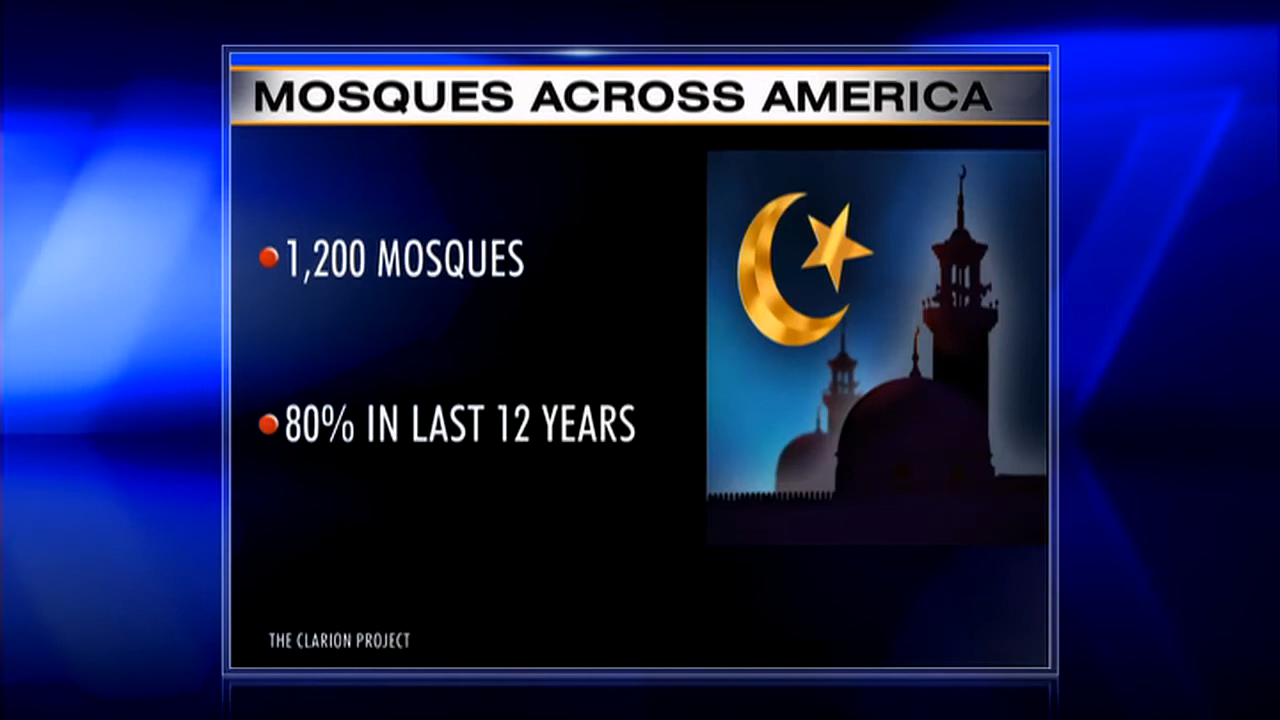 MOSQUES ACROSS AMERICA
1,200 MOSQUES
80% IN LAST 12 YEARS
THE CLARION PROJECT